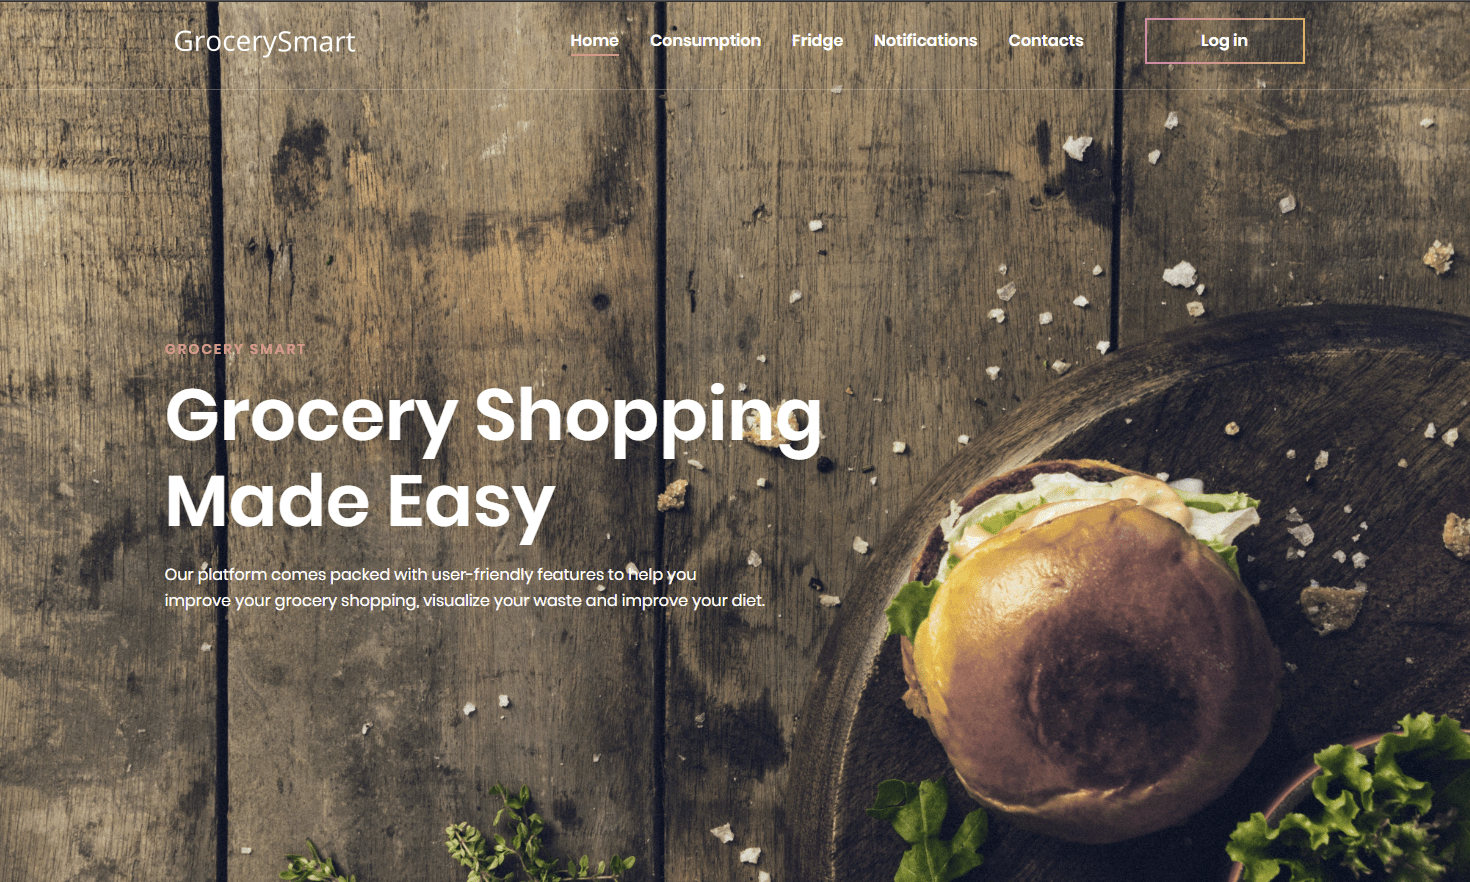 GrocerySmart
Home Consumption Fridge Notifications Contacts Log in
GROCERY SMART
Grocery Shopping
Made Easy
Our platform comes packed with user-friendly features to help you
improve your grocery shopping, visualize your waste and improve your diet.